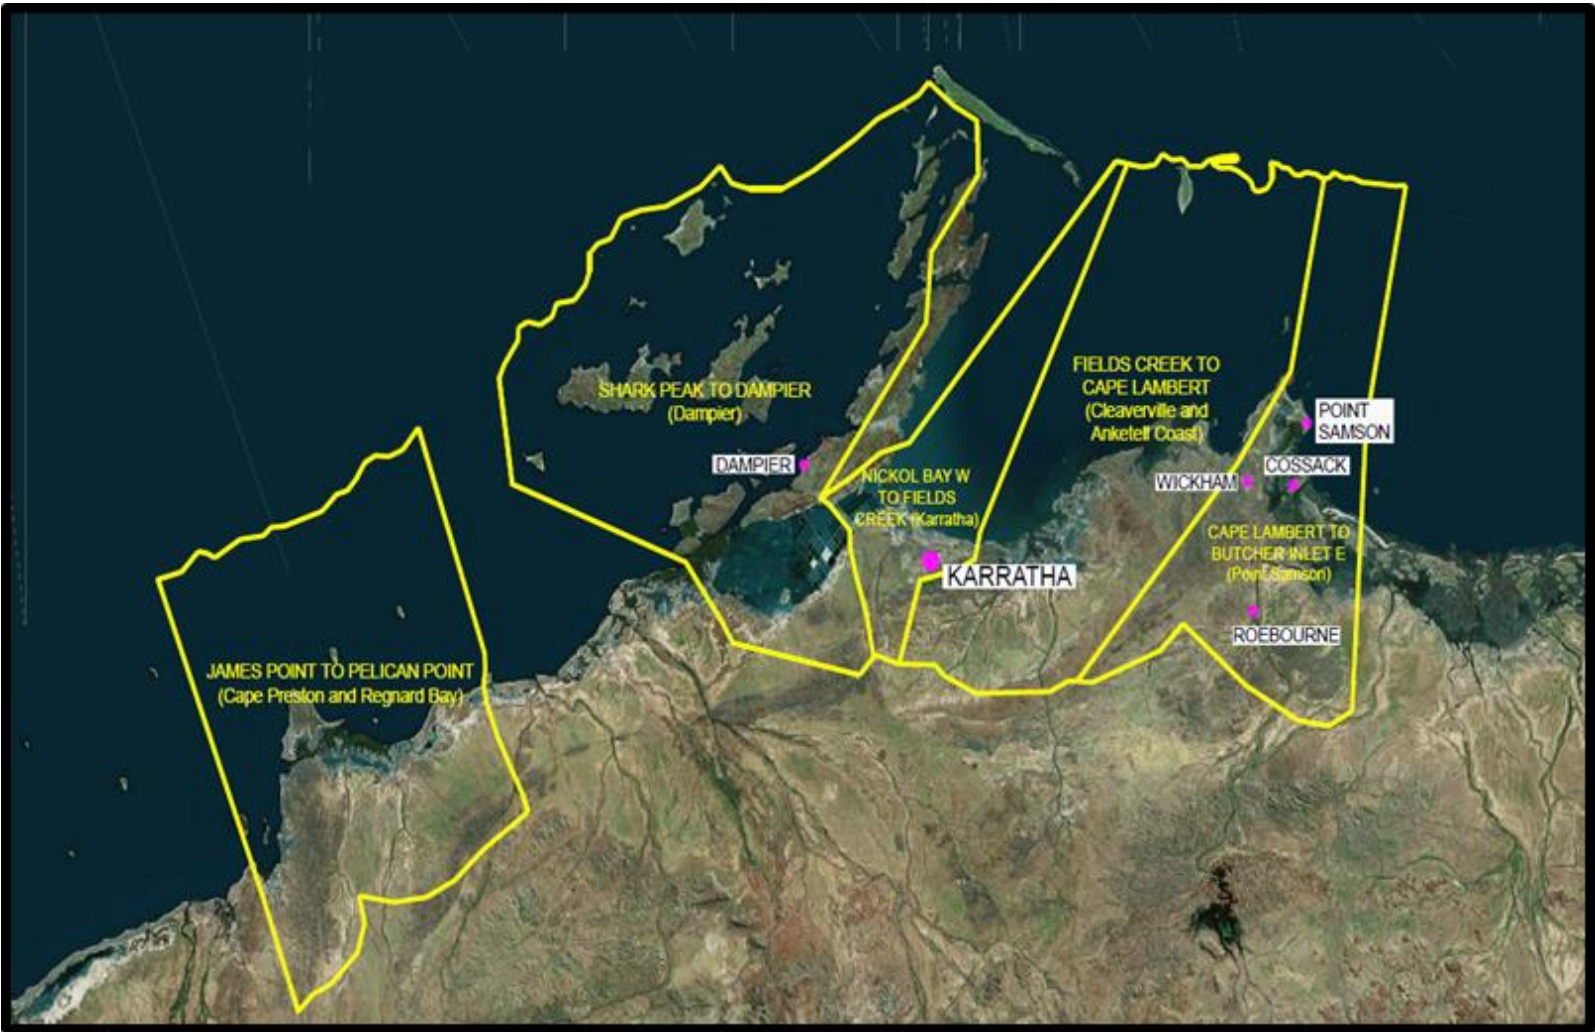 SHARK PEAK TO DAMPIER
(Dampier)
FIELDS CREEK TO
CAPE LAMBERT
(Cleaverville and
Anketell Coast)
POINT
SAMSON
DAMPIER
NICKOL BAY W
TO FIELDS
CREEK (Karratha)
WICKHAM
COSSACK
CAPE LAMBERT TO
BUTCHER INLET E
(Point Samson)
KARRATHA
ROEBOURNE
JAMES POINT TO PELICAN POINT
(Cape Preston and Regnard Bay)